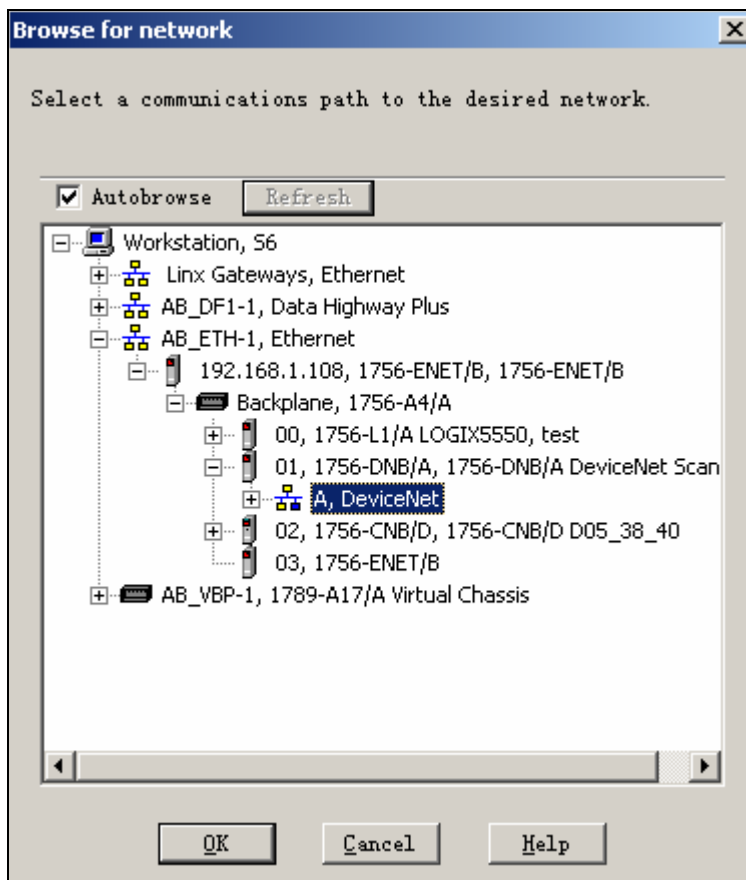 Browse for network
Select a communications path to the desired network.
Autobrowse Refresh
Workstation, S6
Linx Gateways, Ethernet
AB_DF1-1, Data Highway Plus
AB_ETH-1, Ethernet
192.168.1.108, 1756-ENET/B, 1756-ENET/B
Backplane, 1756-A4/A
00, 1756-L1/A LOGIX5550, test
01, 1756-DNB/A, 1756-DNB/A DeviceNet Scan
A, DeviceNet
02, 1756-CNB/D, 1756-CNB/D D05_38_40
03, 1756-ENET/B
AB_VBP-1, 1789-A17/A Virtual Chassis
OK Cancel Help